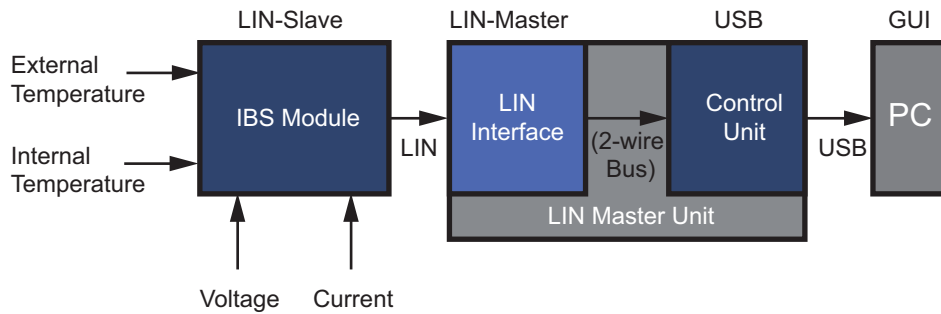 LIN-Slave
LIN-Master
USB
GUI
External
Temperature
Internal
Temperature
IBS Module
LIN
LIN
Interface
(2-wire
Bus)
Control
Unit
USB
PC
LIN Master Unit
Voltage
Current